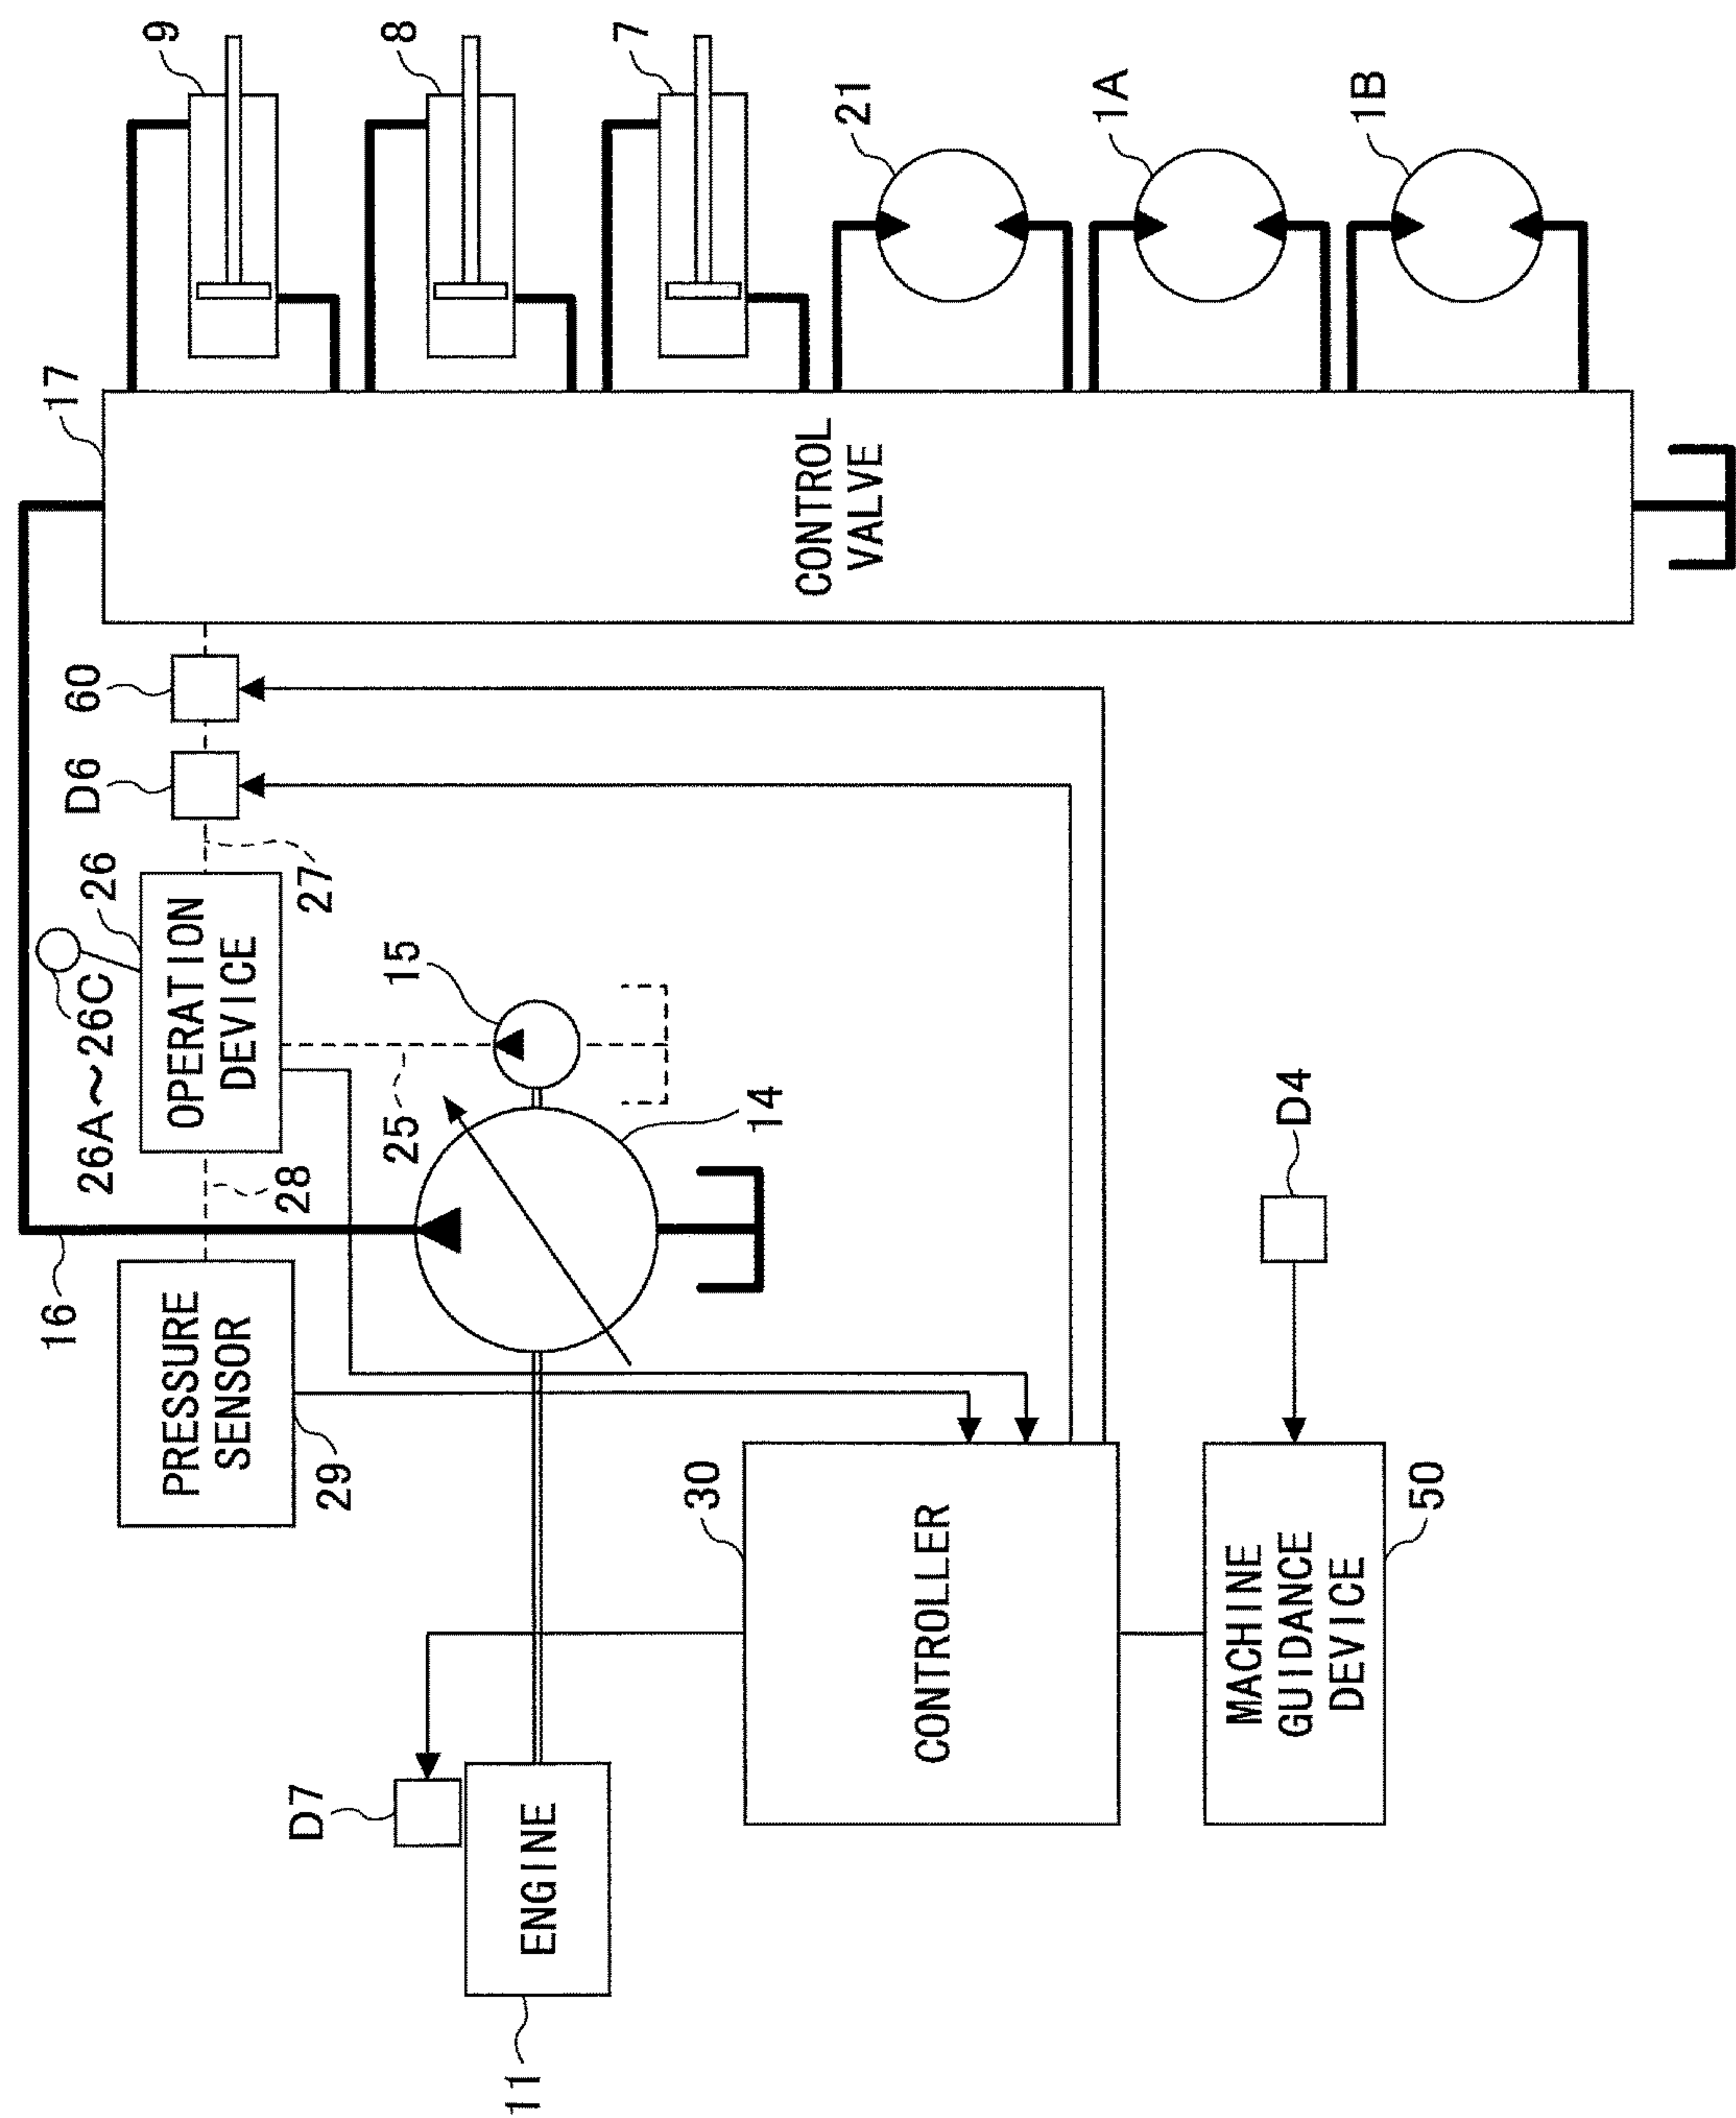 11
ENGINE
D7
PRESSURE
SENSOR
29
16
28
26A～26C
26
OPERATION
DEVICE
27
25
15
14
D6
60
17
CONTROL
VALVE
9
8
7
21
1A
1B
30
CONTROLLER
D4
MACHINE
GUIDANCE
DEVICE
50